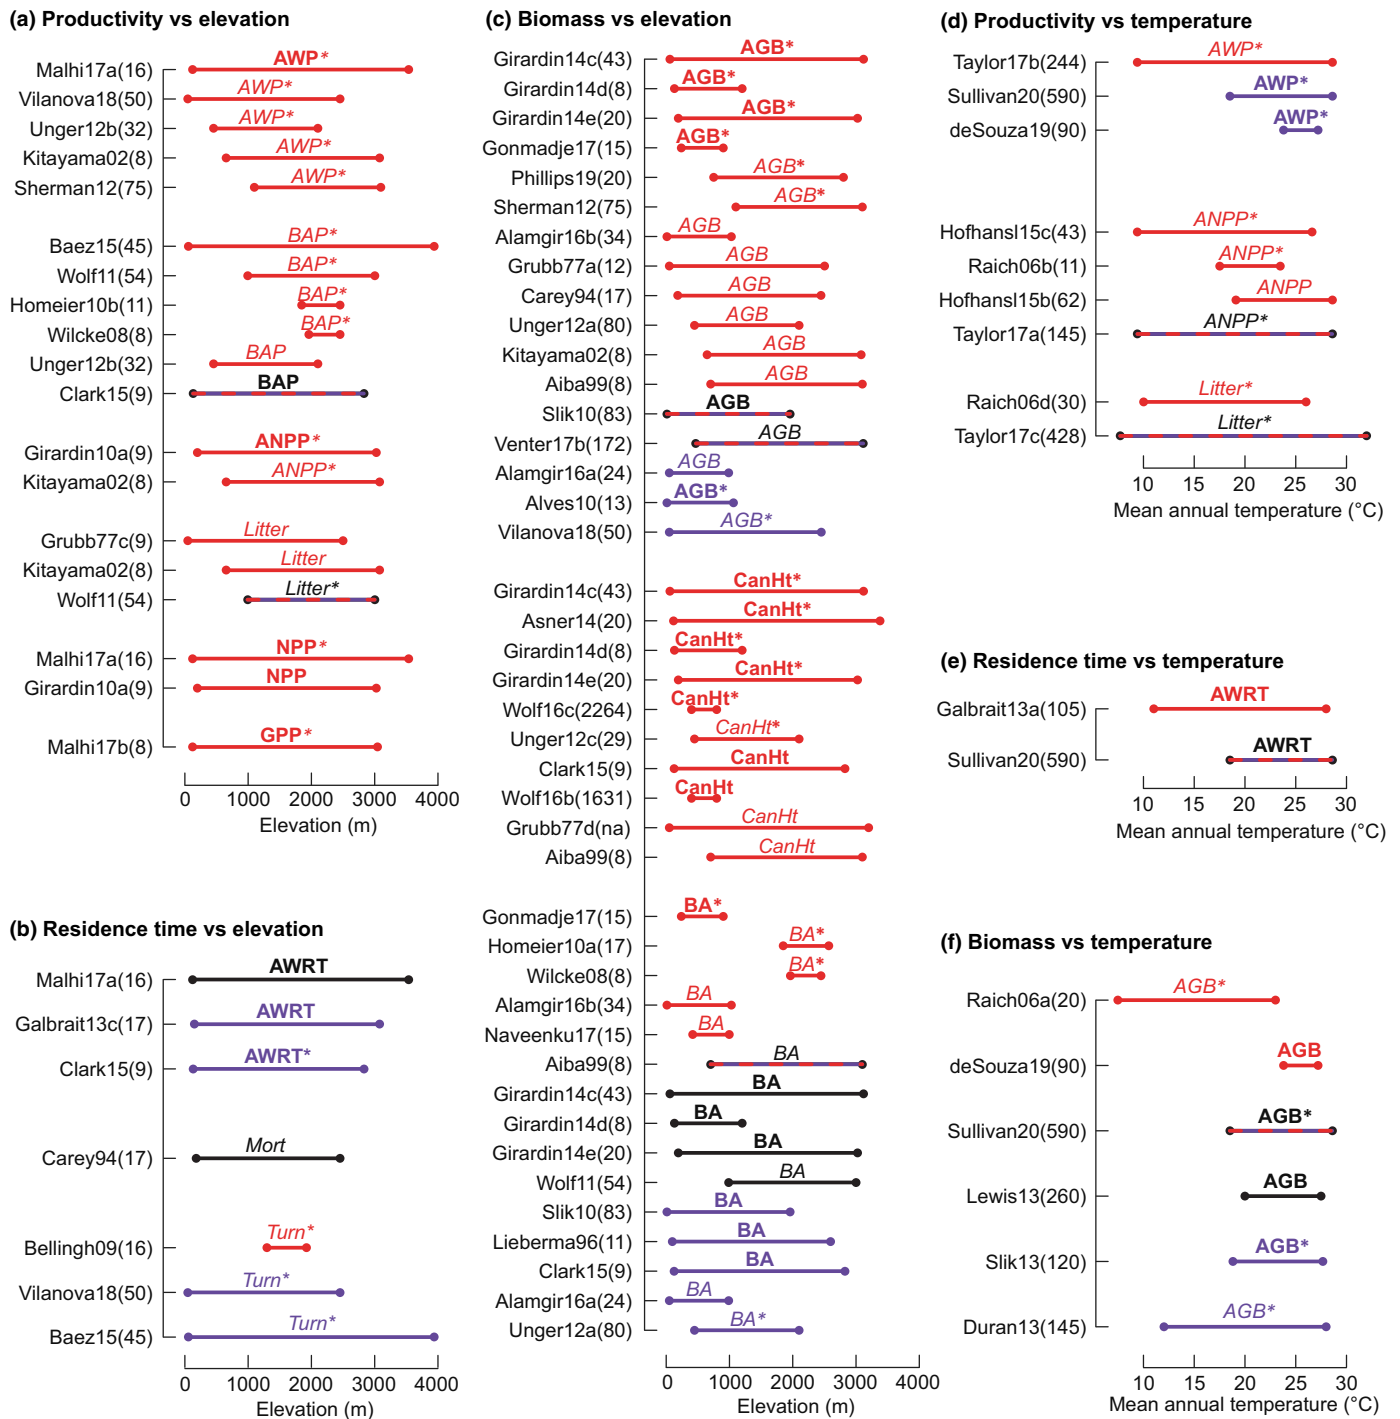 (a) Productivity vs elevation
Malhi17a(16) AWP*
Vilanova18(50) AWP*
Unger12b(32) AWP*
Kitayama02(8) AWP*
Sherman12(75) AWP*
Baez15(45) BAP*
Wolf11(54) BAP*
Homeier10b(11) BAP*
Wilcke08(8) BAP*
Unger12b(32) BAP
Clark15(9) BAP
Girardin10a(9) ANPP*
Kitayama02(8) ANPP*
Grubb77c(9) Litter
Kitayama02(8) Litter
Wolf11(54) Litter*
Malhi17a(16) NPP*
Girardin10a(9) NPP
Malhi17b(8) GPP*
0 1000 2000 3000 4000
Elevation (m)
(b) Residence time vs elevation
Malhi17a(16) AWRT
Galbrait13c(17) AWRT
Clark15(9) AWRT*
Carey94(17) Mort
Bellingh09(16) Turn*
Vilanova18(50) Turn*
Baez15(45) Turn*
0 1000 2000 3000 4000
Elevation (m)
(c) Biomass vs elevation
Girardin14c(43) AGB*
Girardin14d(8) AGB*
Girardin14e(20) AGB*
Gonmadje17(15) AGB*
Phillips19(20) AGB*
Sherman12(75) AGB*
Alamgir16b(34) AGB
Grubb77a(12) AGB
Carey94(17) AGB
Unger12a(80) AGB
Kitayama02(8) AGB
Aiba99(8) AGB
Slik10(83) AGB
Venter17b(172) AGB
Alamgir16a(24) AGB
Alves10(13) AGB*
Vilanova18(50) AGB*
Girardin14c(43) CanHt*
Asner14(20) CanHt*
Girardin14d(8) CanHt*
Girardin14e(20) CanHt*
Wolf16c(2264) CanHt*
Unger12c(29) CanHt*
Clark15(9) CanHt
Wolf16b(1631) CanHt
Grubb77d(na) CanHt
Aiba99(8) CanHt
Gonmadje17(15) BA*
Homeier10a(17) BA*
Wilcke08(8) BA*
Alamgir16b(34) BA
Naveenku17(15) BA
Aiba99(8) BA
Girardin14c(43) BA
Girardin14d(8) BA
Girardin14e(20) BA
Wolf11(54) BA
Slik10(83) BA
Lieberma96(11) BA
Clark15(9) BA
Alamgir16a(24) BA
Unger12a(80) BA*
0 1000 2000 3000 4000
Elevation (m)
(d) Productivity vs temperature
Taylor17b(244) AWP*
Sullivan20(590) AWP*
deSouza19(90) AWP*
Hofhansl15c(43) ANPP*
Raich06b(11) ANPP*
Hofhansl15b(62) ANPP
Taylor17a(145) ANPP*
Raich06d(30) Litter*
Taylor17c(428) Litter*
10 15 20 25 30
Mean annual temperature (°C)
(e) Residence time vs temperature
Galbrait13a(105) AWRT
Sullivan20(590) AWRT
10 15 20 25 30
Mean annual temperature (°C)
(f) Biomass vs temperature
Raich06a(20) AGB*
deSouza19(90) AGB
Sullivan20(590) AGB*
Lewis13(260) AGB
Slik13(120) AGB*
Duran13(145) AGB*
10 15 20 25 30
Mean annual temperature (°C)